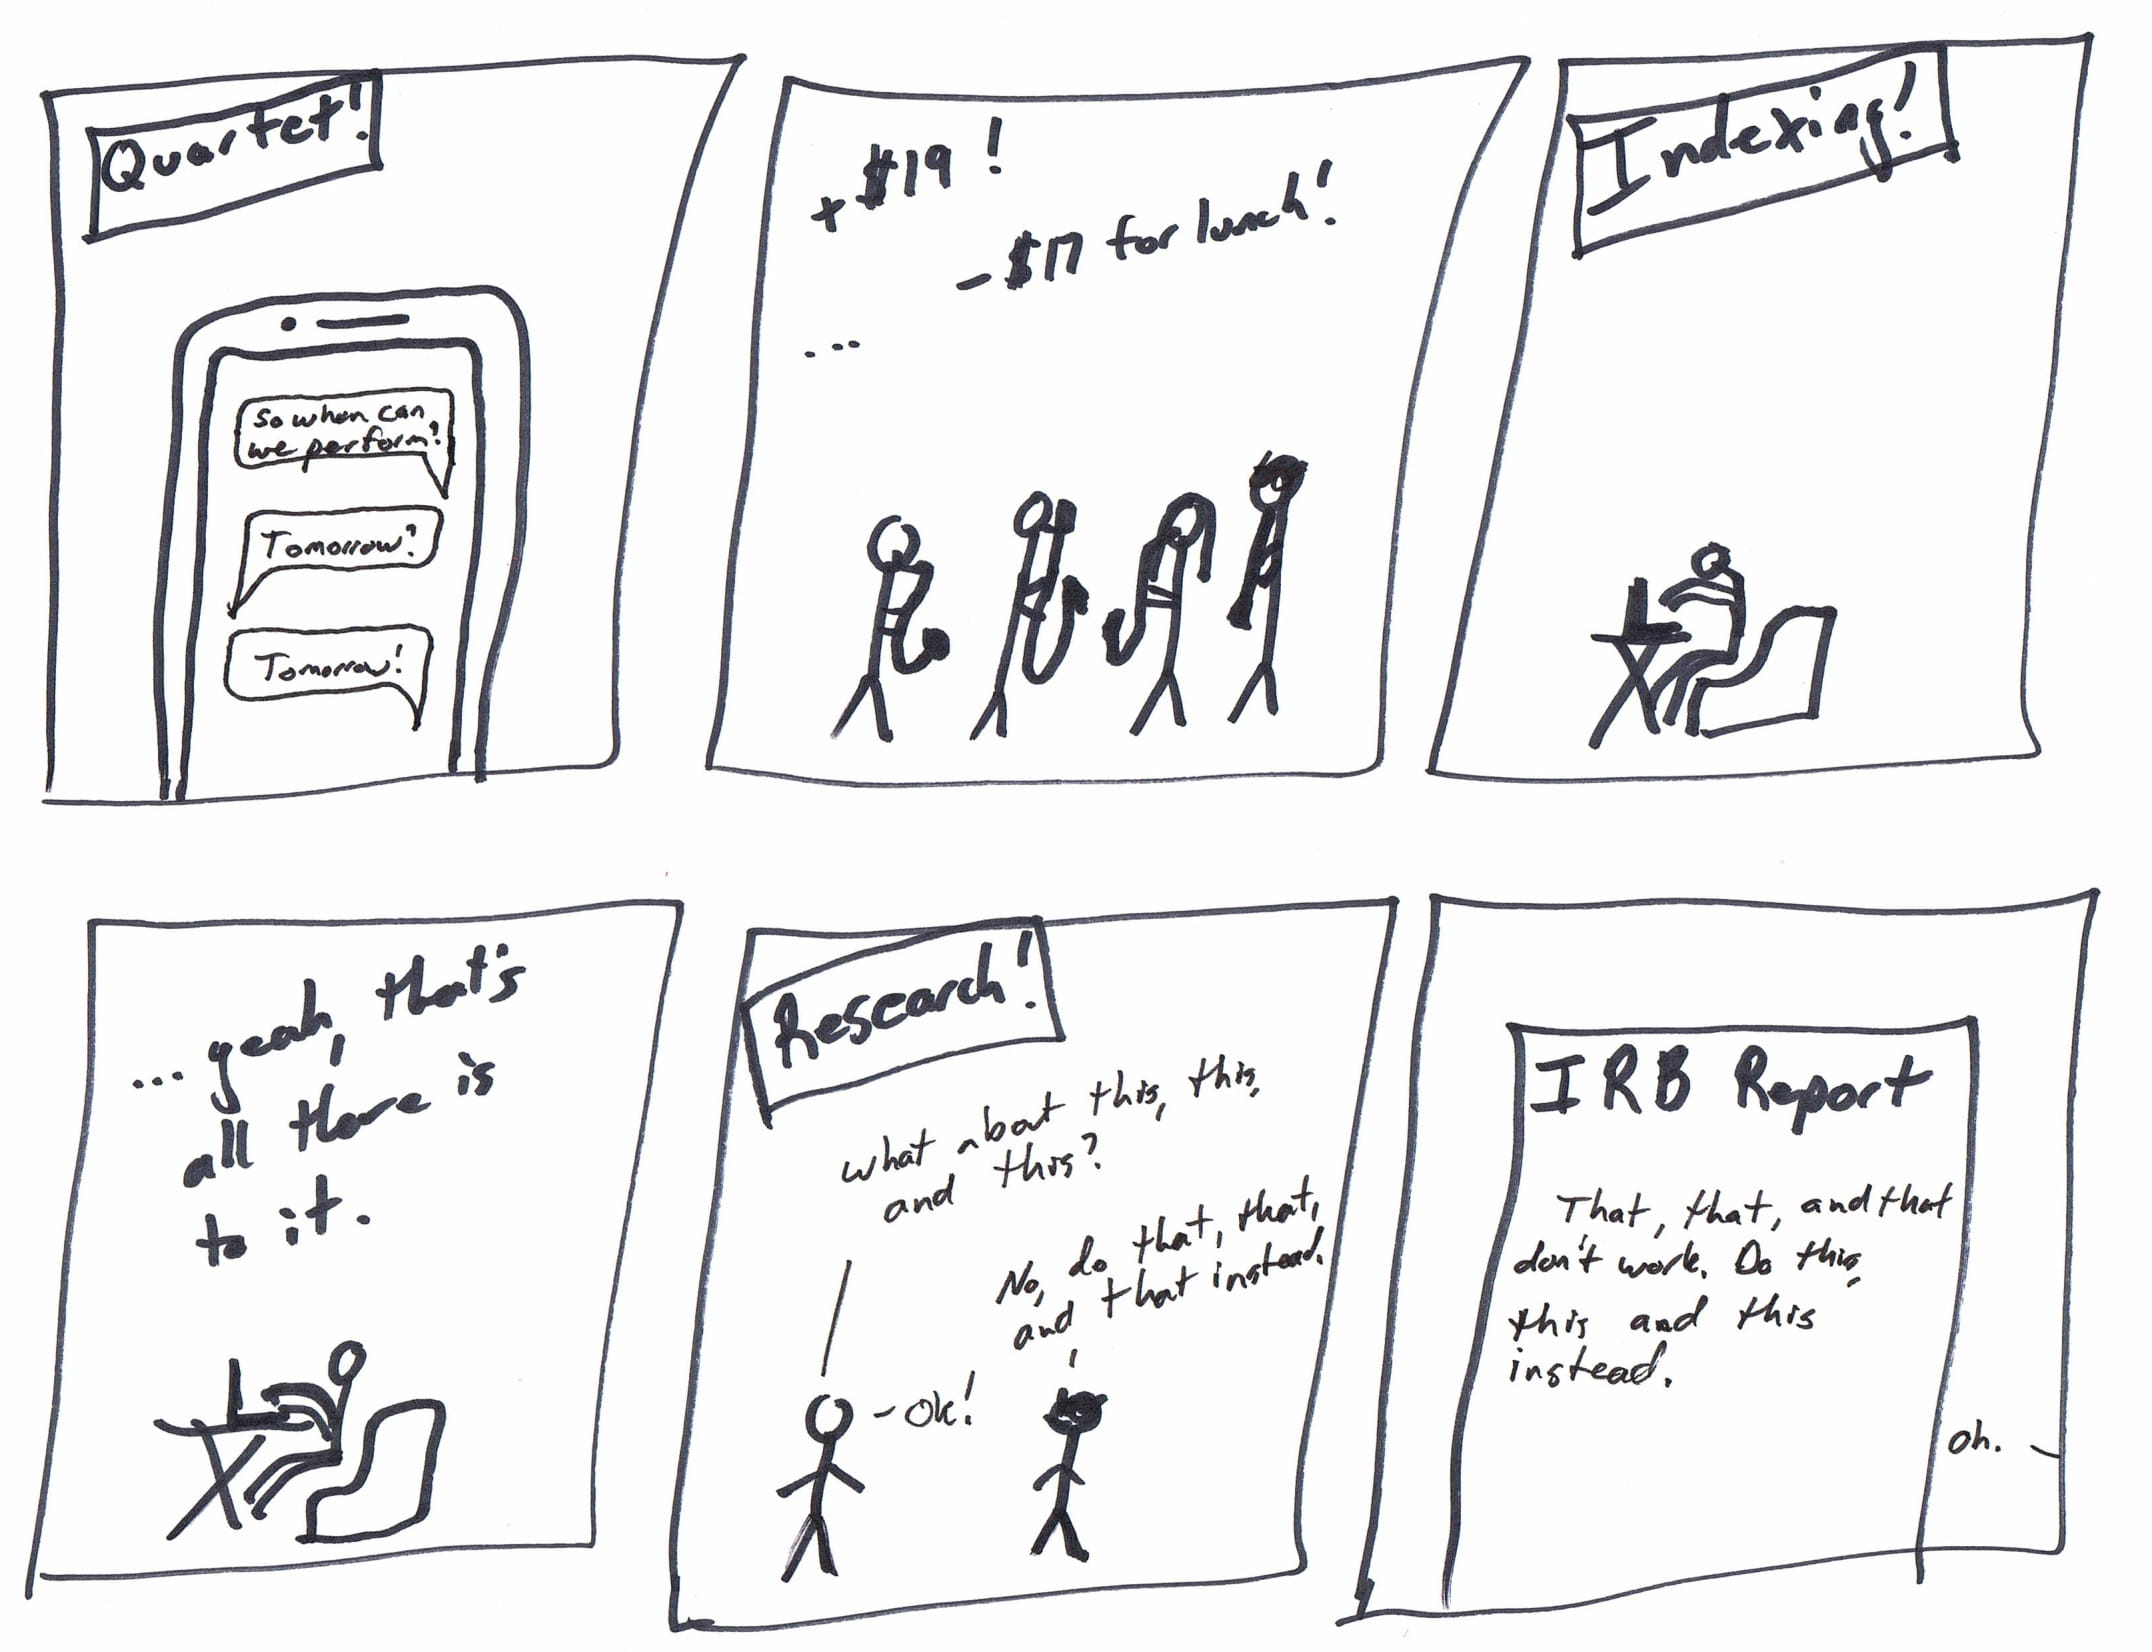 Quartet!
So when can
we perform?
Tomorrow?
Tomorrow!
+$19!
-$17 for lunch!
...
Indexing!
... yeah, that's
all there is
to it.
Research!
What about this, this,
and this?
No, do that, that,
and that instead.
-Ok!
IRB Report
That, that, and that
don't work. Do this,
this and this
instead.
Oh.